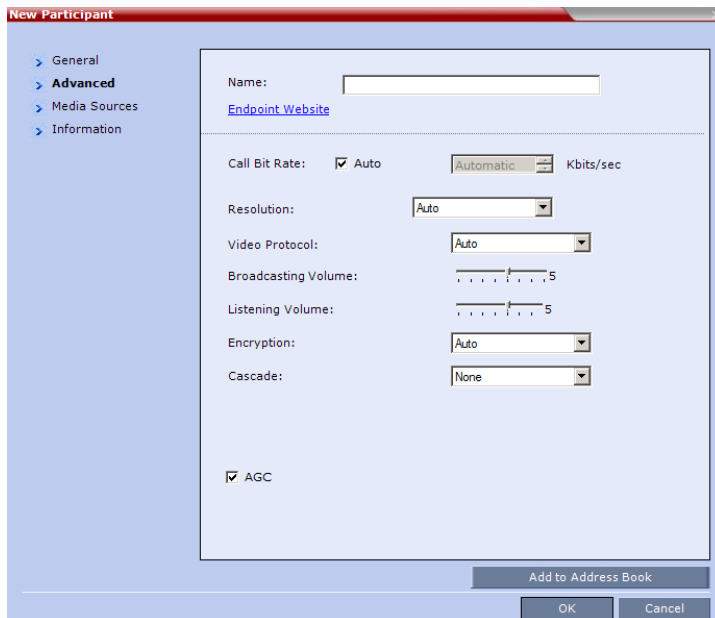 New Participant
General
Advanced
Media Sources
Information
Name:
Endpoint Website
Call Bit Rate: Auto Automatic Kbits/sec
Resolution: Auto
Video Protocol: Auto
Broadcasting Volume: 5
Listening Volume: 5
Encryption: Auto
Cascade: None
AGC
Add to Address Book
OK Cancel